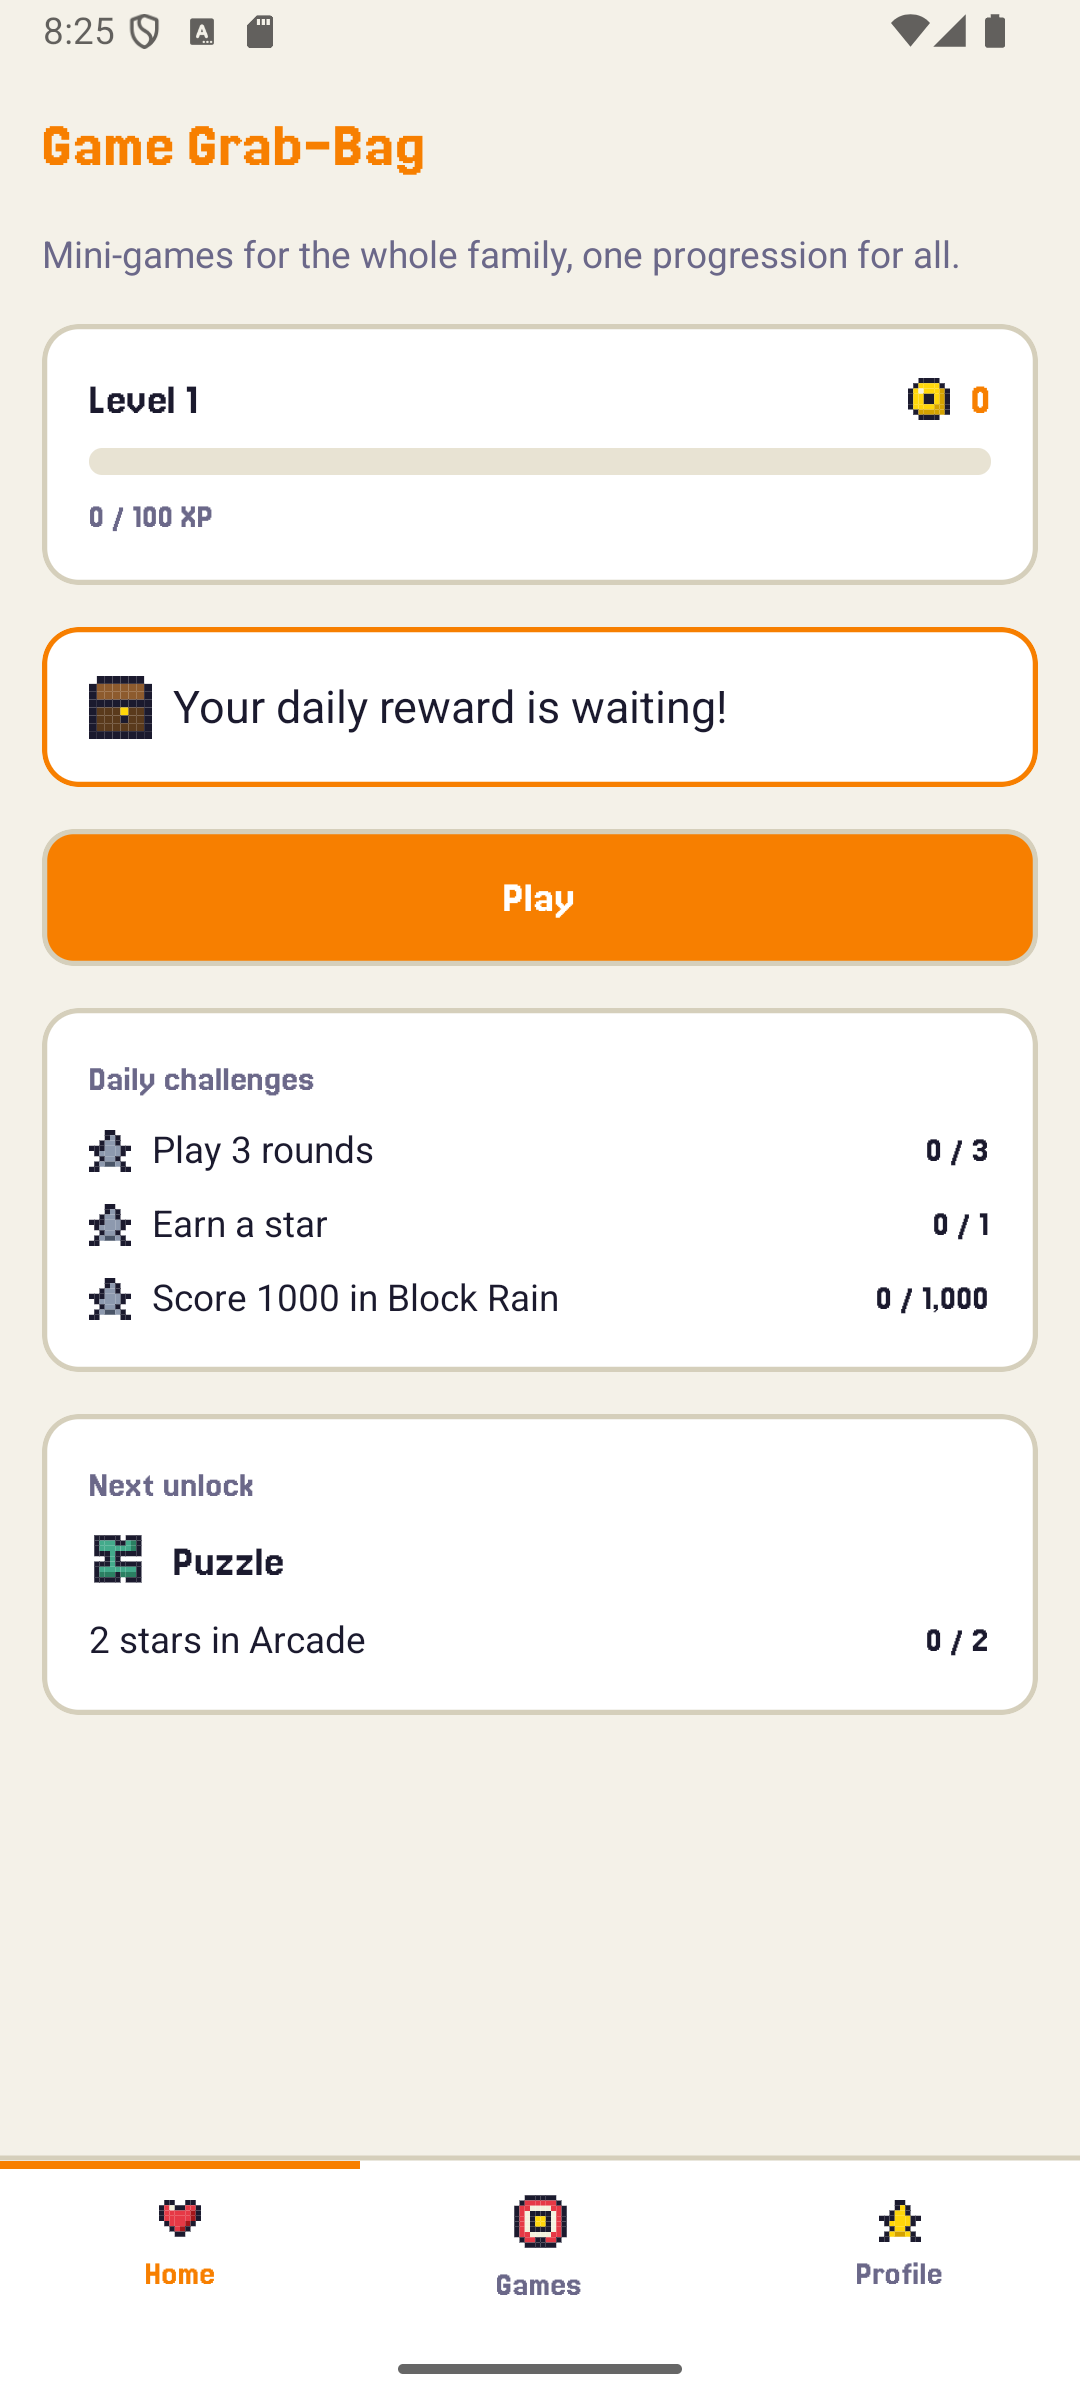 8:25
Game Grab-Bag
Mini-games for the whole family, one progression for all.
Level 1
0
0 / 100 XP
Your daily reward is waiting!
Play
Daily challenges
Play 3 rounds 0 / 3
Earn a star 0 / 1
Score 1000 in Block Rain 0 / 1,000
Next unlock
Puzzle
2 stars in Arcade 0 / 2
Home
Games
Profile